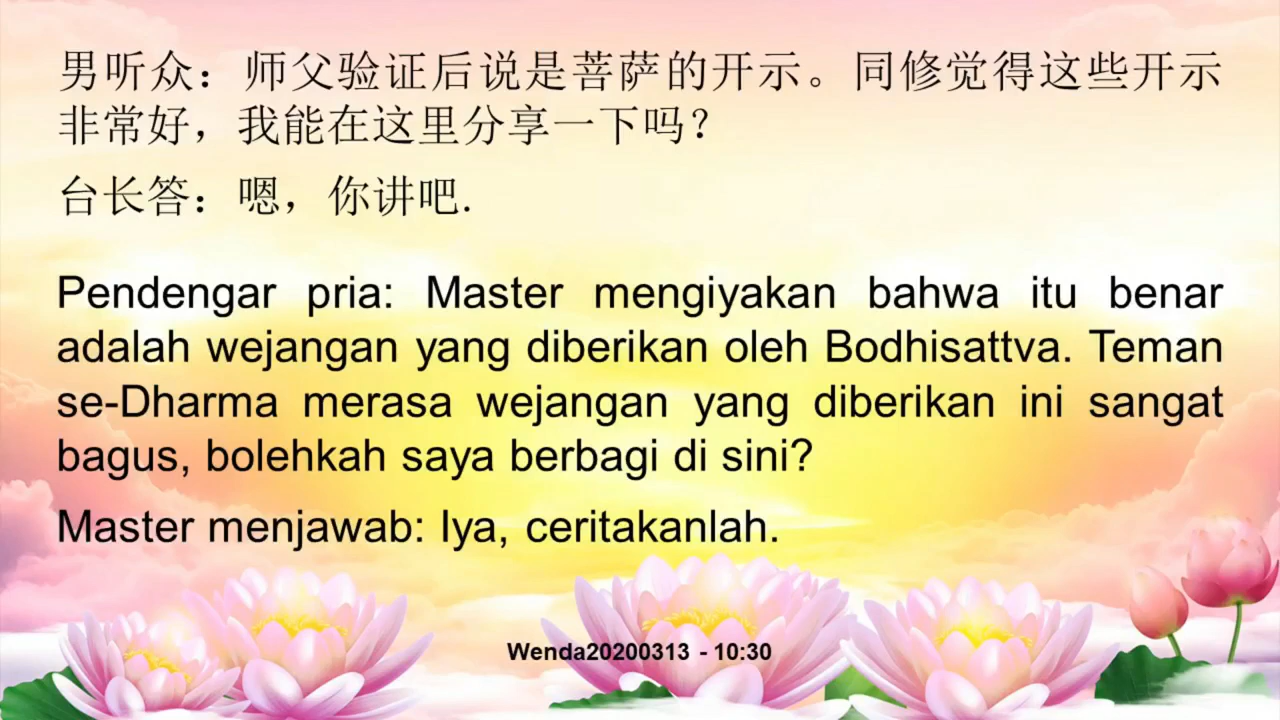 男听众：师父验证后说是菩萨的开示。同修觉得这些开示
非常好，我能在这里分享一下吗？
台长答：嗯，你讲吧.
Pendengar pria: Master mengiyakan bahwa itu benar
adalah wejangan yang diberikan oleh Bodhisattva. Teman
se-Dharma merasa wejangan yang diberikan ini sangat
bagus, bolehkah saya berbagi di sini?
Master menjawab: Iya, ceritakanlah.
Wenda20200313 - 10:30